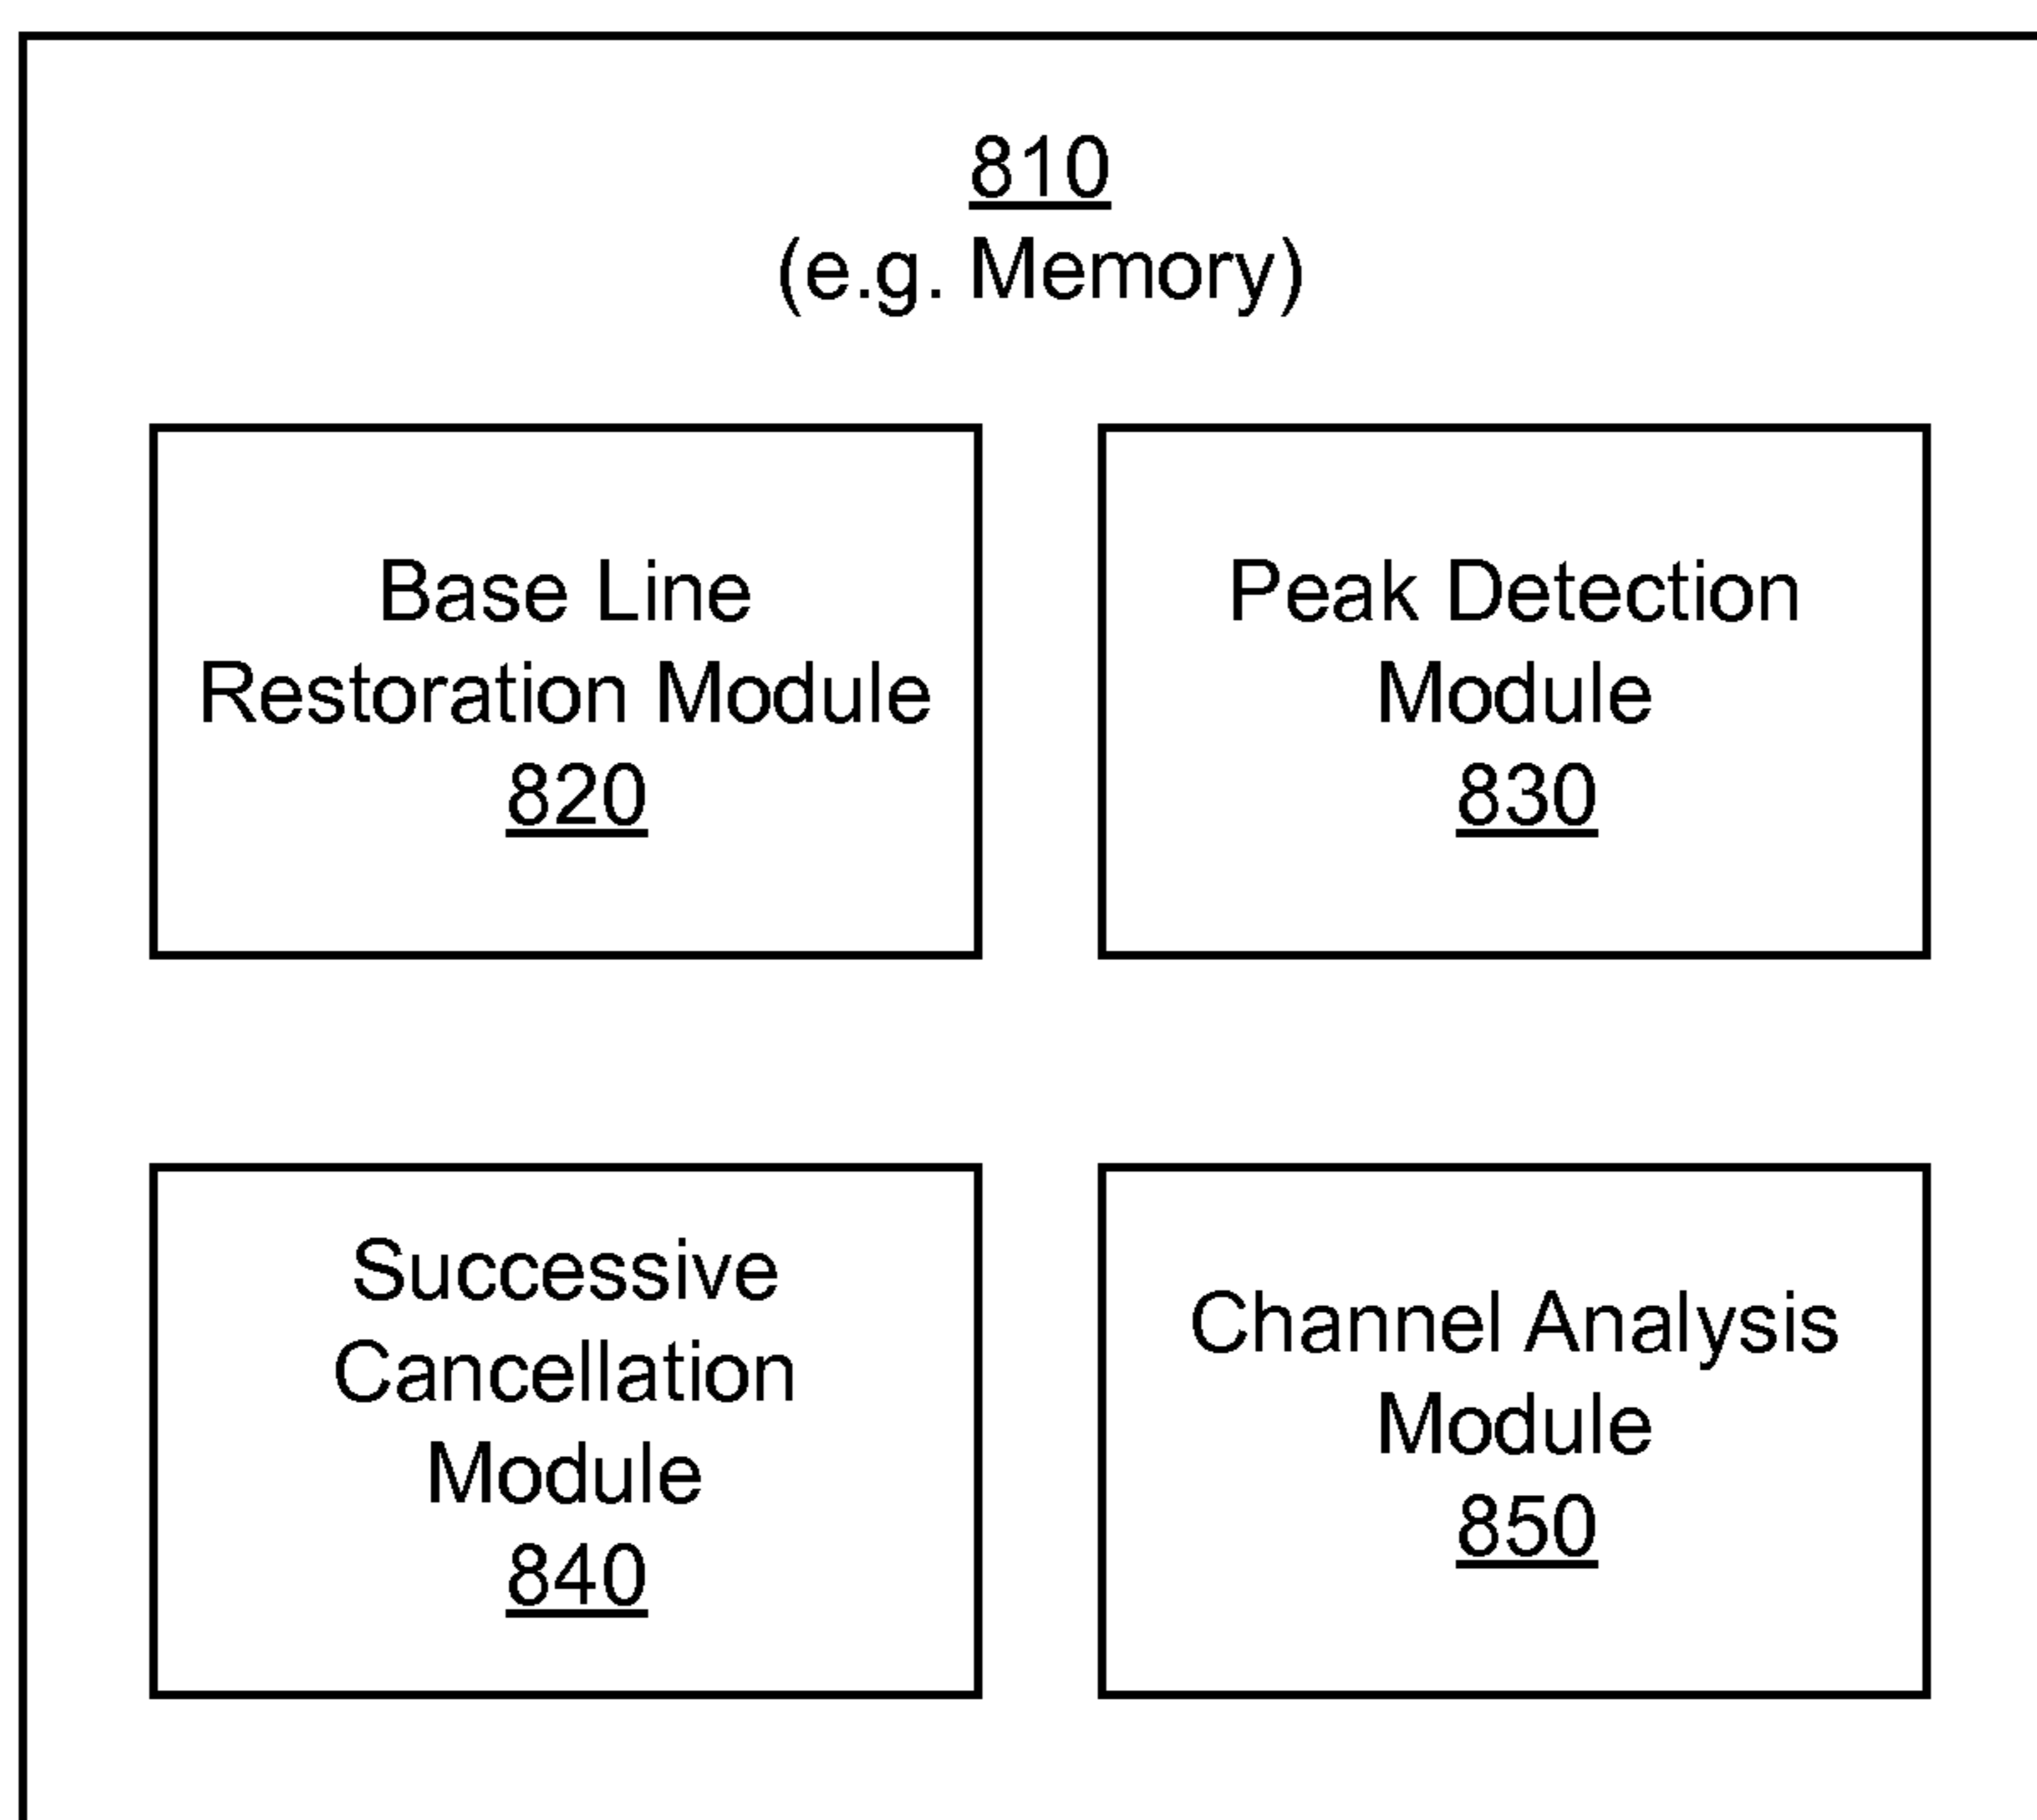 810
(e.g. Memory)
Base Line
Restoration Module
820
Peak Detection
Module
830
Successive
Cancellation
Module
840
Channel Analysis
Module
850